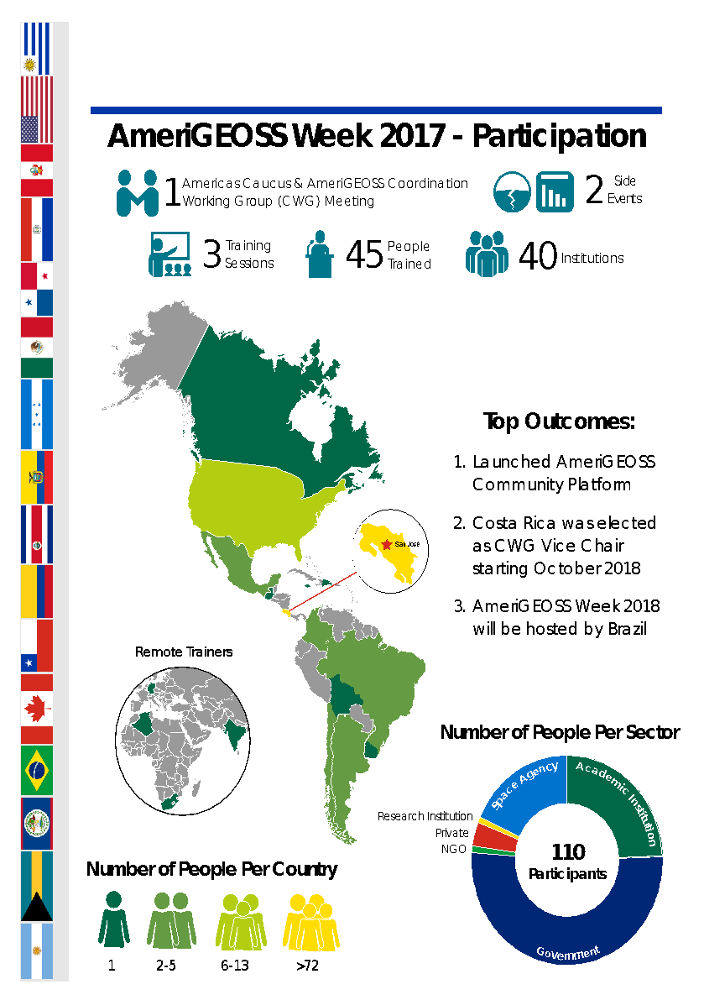 AmeriGEOSS Week 2017 - Participation
1 Americas Caucus & AmeriGEOSS Coordination
Working Group (CWG) Meeting
2 Side
Events
3 Training
Sessions
45 People
Trained
40 Institutions
Top Outcomes:
1. Launched AmeriGEOSS
Community Platform
2. Costa Rica was elected
as CWG Vice Chair
starting October 2018
3. AmeriGEOSS Week 2018
will be hosted by Brazil
San José
Remote Trainers
Number of People Per Sector
Space Agency
Academic Institution
Research Institution
Private
NGO
110
Participants
Government
Number of People Per Country
1
2-5
6-13
>72